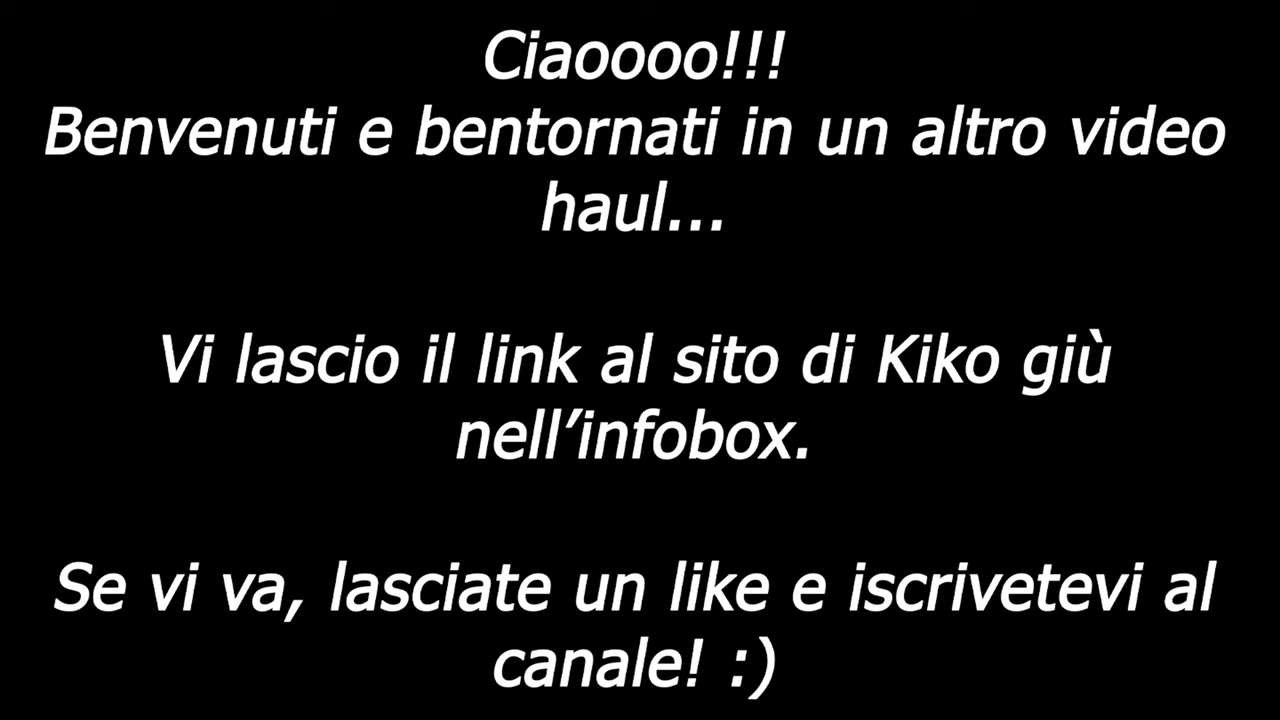 Ciaoooo!!!
Benvenuti e bentornati in un altro video
haul...
Vi lascio il link al sito di Kiko giù
nell’infobox.
Se vi va, lasciate un like e iscrivetevi al
canale! :)